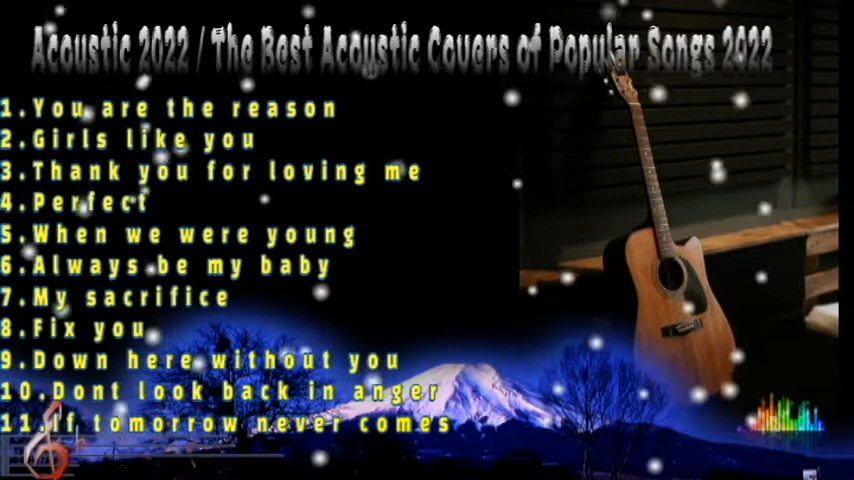 Acoustic 2022 / The Best Acoustic Covers of Popular Songs 2022
1.You are the reason
2.Girls like you
3.Thank you for loving me
4.Perfect
5.When we were young
6.Always be my baby
7.My sacrifice
8.Fix you
9.Down here without you
10.Dont look back in anger
11.If tomorrow never comes